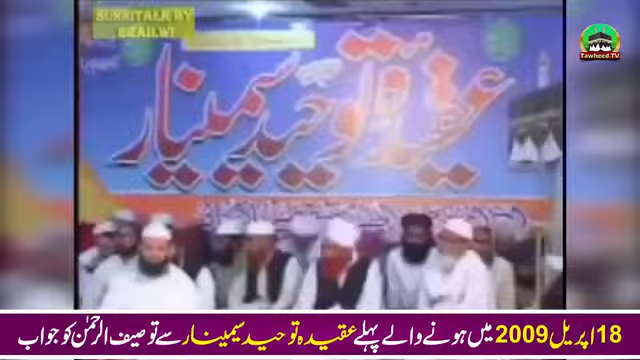 SUNNITALK BY
BRAILWI
Tawheed.TV
عقیدۂ توحید سیمینار
18 اپریل 2009 میں ہونے والے پہلے عقیدہ توحید سیمینار سے توصیف الرحمٰن کو جواب